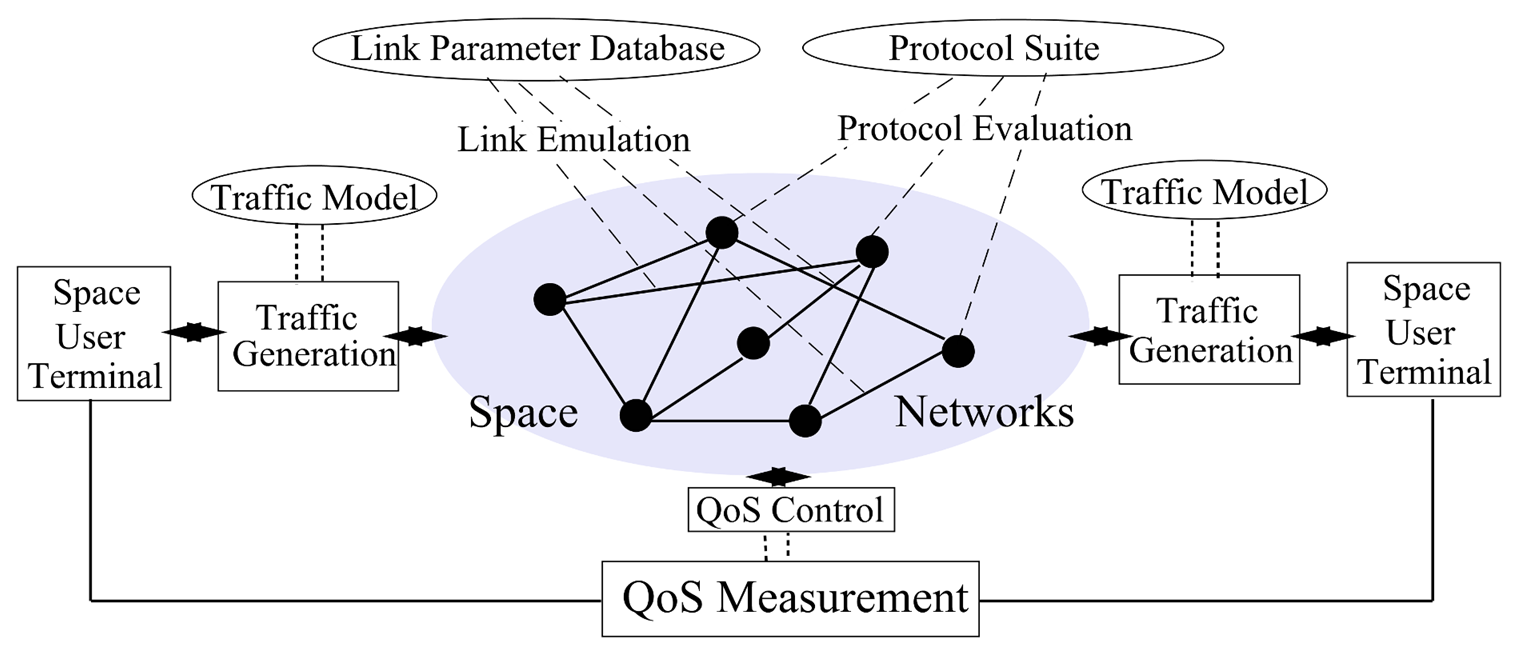 Link Parameter Database
Protocol Suite
Link Emulation
Protocol Evaluation
Traffic Model
Traffic Model
Space
User
Terminal
Traffic
Generation
Traffic
Generation
Space
User
Terminal
Space
Networks
QoS Control
QoS Measurement